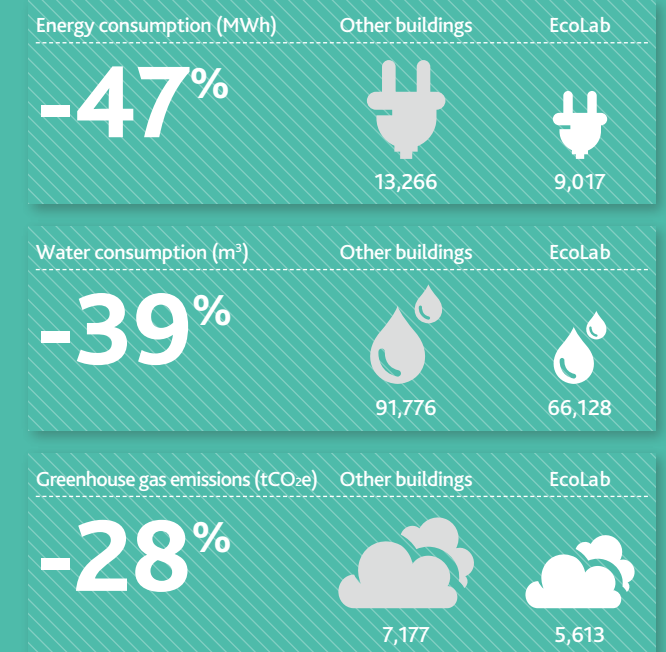 Energy consumption (MWh) Other buildings EcoLab
-47%
13,266 9,017
Water consumption (m³) Other buildings EcoLab
-39%
91,776 66,128
Greenhouse gas emissions (tCO₂e) Other buildings EcoLab
-28%
7,177 5,613